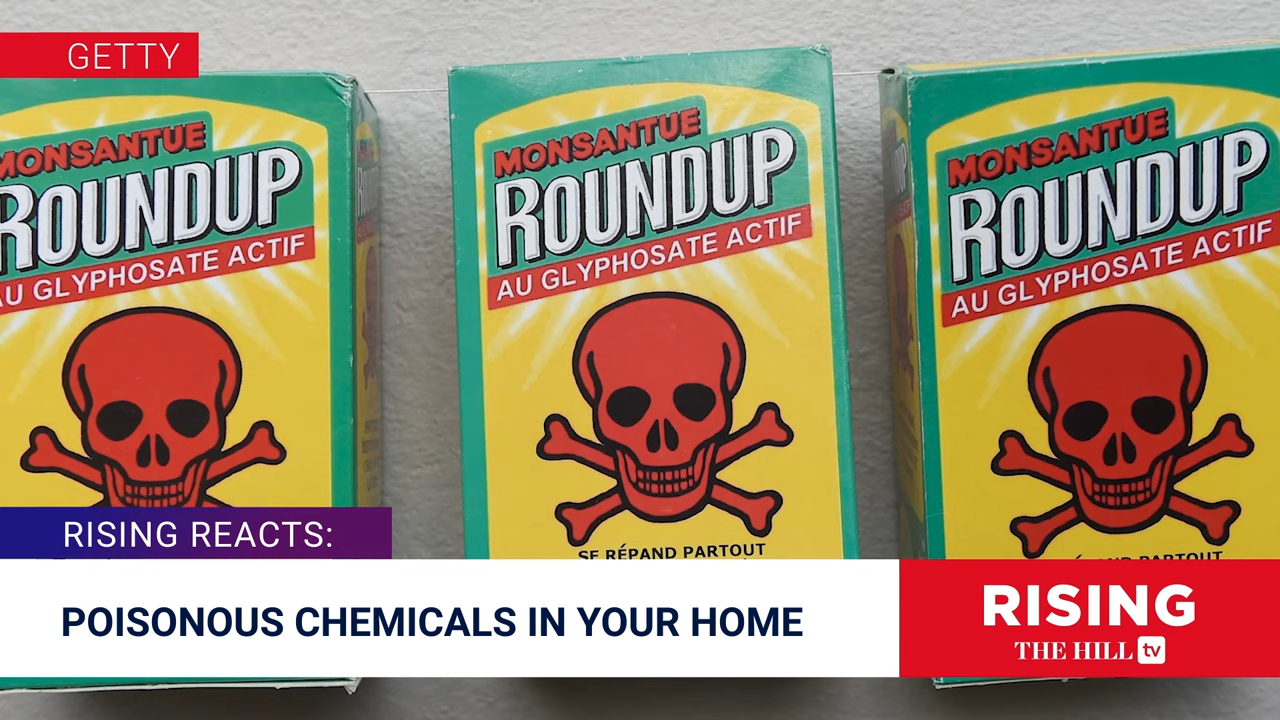 GETTY
MONSANTUE
ROUNDUP
AU GLYPHOSATE ACTIF
MONSANTUE
ROUNDUP
AU GLYPHOSATE ACTIF
SE RÉPAND PARTOUT
MONSANTUE
ROUNDUP
AU GLYPHOSATE ACTIF
PARTOUT
RISING REACTS:
POISONOUS CHEMICALS IN YOUR HOME
RISING
THE HILL tv